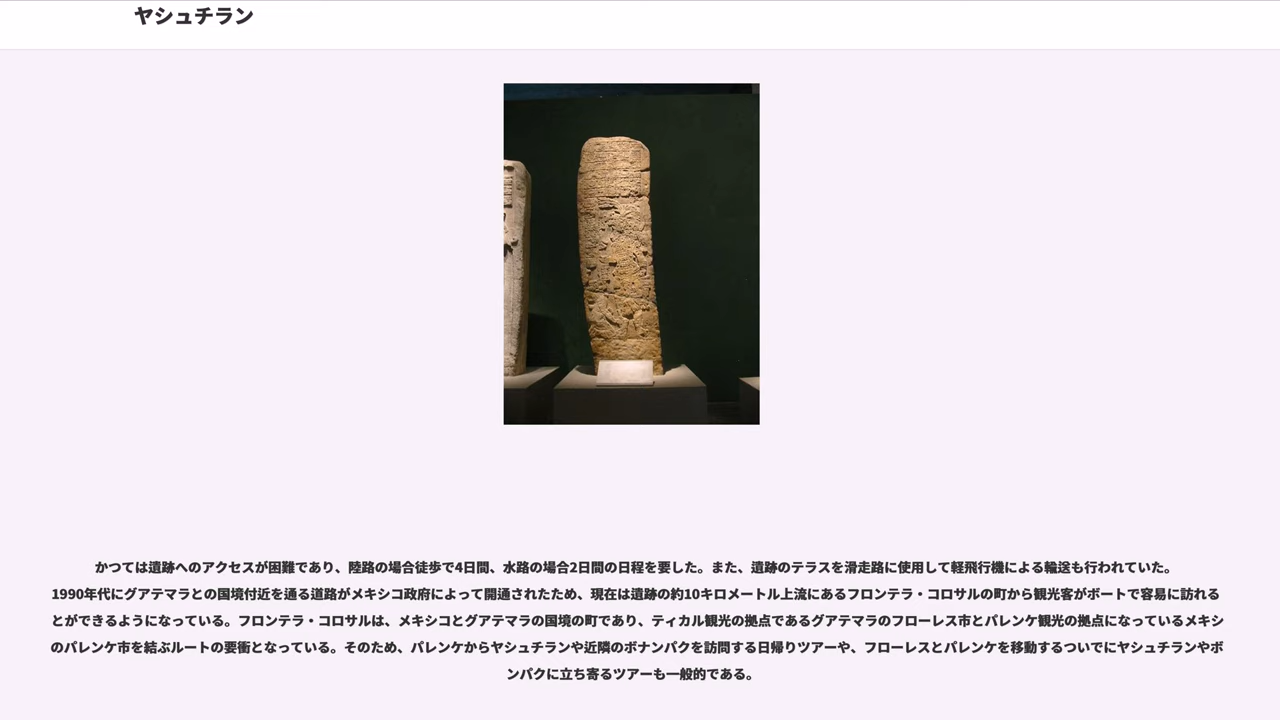 ヤシュチラン
かつては遺跡へのアクセスが困難であり、陸路の場合徒歩で4日間、水路の場合2日間の日程を要した。また、遺跡のテラスを滑走路に使用して軽飛行機による輪送も行われていた。
1990年代にグアテマラとの国境付近を通る道路がメキシコ政府によって開通されたため、現在は遺跡の約10キロメートル上流にあるフロンテラ・コロサルの町から観光客がボートで容易に訪れる
とができるようになっている。フロンテラ・コロサルは、メキシコとグアテマラの国境の町であり、ティカル観光の拠点であるグアテマラのフローレス市とパレンケ観光の拠点になっているメキシ
のパレンケ市を結ぶルートの要衝となっている。そのため、パレンケからヤシュチランや近隣のボナンパクを訪問する日帰りツアーや、フローレスとパレンケを移動するついでにヤシュチランやボ
ンパクに立ち寄るツアーも一般的である。